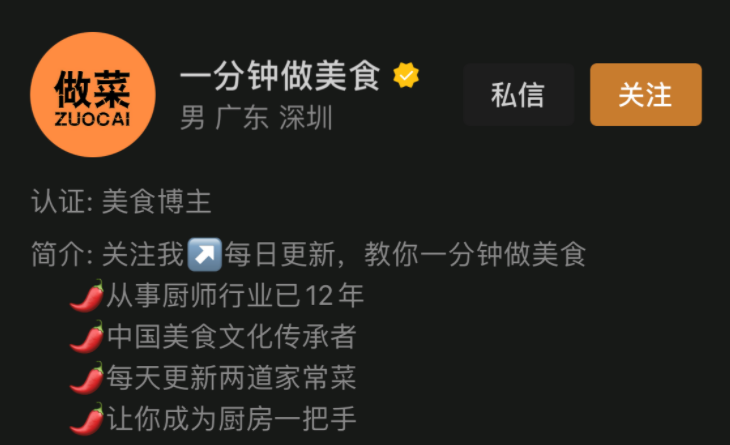 做菜
ZUOCAI
一分钟做美食
男 广东 深圳
私信
关注
认证: 美食博主
简介: 关注我↗️每日更新，教你一分钟做美食
🌶️从事厨师行业已12年
🌶️中国美食文化传承者
🌶️每天更新两道家常菜
🌶️让你成为厨房一把手